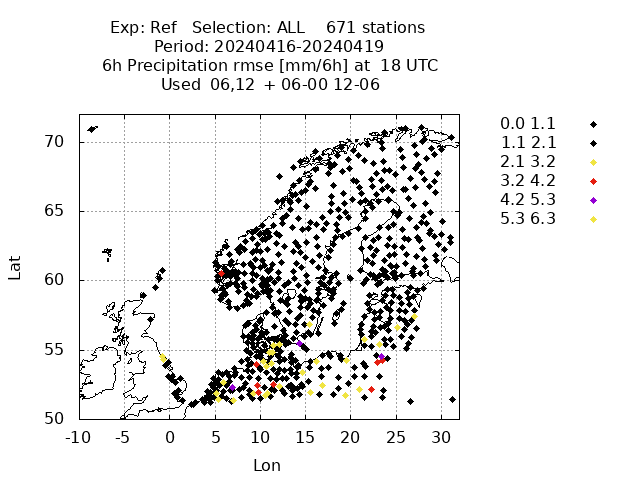 Exp: Ref   Selection: ALL    671 stations
Period: 20240416-20240419
6h Precipitation rmse [mm/6h] at  18 UTC
Used  06,12  + 06-00 12-06
70
65
60
55
50
-10 -5 0 5 10 15 20 25 30
Lat
Lon
0.0 1.1
1.1 2.1
2.1 3.2
3.2 4.2
4.2 5.3
5.3 6.3